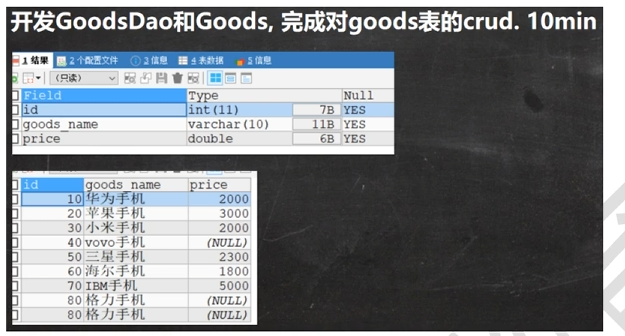 开发GoodsDao和Goods, 完成对goods表的crud. 10min
1 结果 2 个配置文件 3 信息 4 表数据 5 信息
（只读）
Field Type Null
id int(11) 7B YES
goods_name varchar(10) 11B YES
price double 6B YES
id goods_name price
10 华为手机 2000
20 苹果手机 3000
30 小米手机 2000
40 vovo手机 (NULL)
50 三星手机 2300
60 海尔手机 1800
70 IBM手机 5000
80 格力手机 (NULL)
80 格力手机 (NULL)